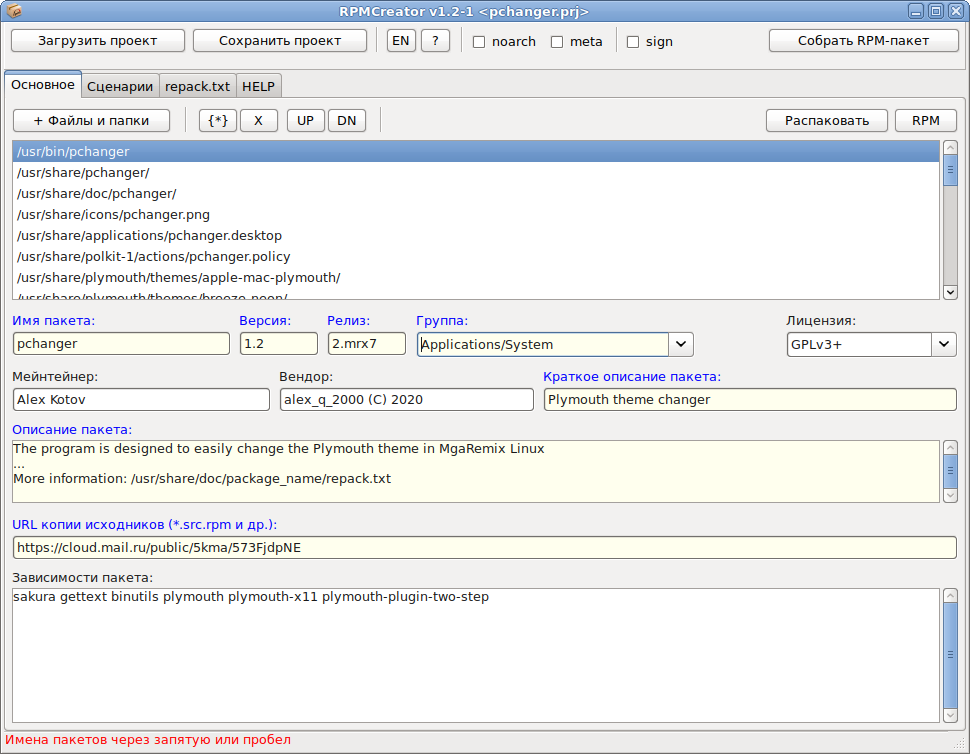 RPMCreator v1.2-1 <pchanger.prj>
Загрузить проект Сохранить проект EN ? noarch meta sign Собрать RPM-пакет
Основное Сценарии repack.txt HELP
+ Файлы и папки {*} X UP DN Распаковать RPM
/usr/bin/pchanger
/usr/share/pchanger/
/usr/share/doc/pchanger/
/usr/share/icons/pchanger.png
/usr/share/applications/pchanger.desktop
/usr/share/polkit-1/actions/pchanger.policy
/usr/share/plymouth/themes/apple-mac-plymouth/
/usr/share/plymouth/themes/breeze-neon/
Имя пакета: Версия: Релиз: Группа: Лицензия:
pchanger 1.2 2.mrx7 Applications/System GPLv3+
Мейнтейнер: Вендор: Краткое описание пакета:
Alex Kotov alex_q_2000 (C) 2020 Plymouth theme changer
Описание пакета:
The program is designed to easily change the Plymouth theme in MgaRemix Linux
...
More information: /usr/share/doc/package_name/repack.txt
URL копии исходников (*.src.rpm и др.):
https://cloud.mail.ru/public/5kma/573FjdpNE
Зависимости пакета:
sakura gettext binutils plymouth plymouth-x11 plymouth-plugin-two-step
Имена пакетов через запятую или пробел